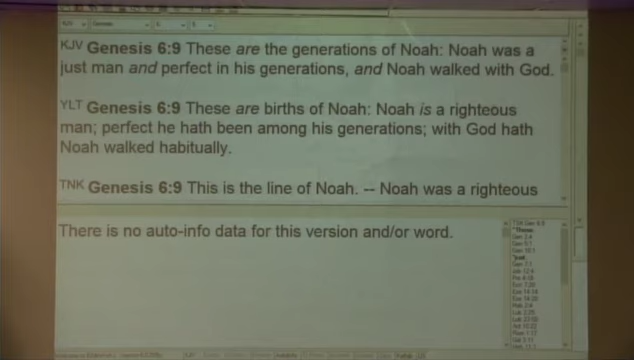 KJV Genesis 6:9 These are the generations of Noah: Noah was a
just man and perfect in his generations, and Noah walked with God.
YLT Genesis 6:9 These are births of Noah: Noah is a righteous
man; perfect he hath been among his generations; with God hath
Noah walked habitually.
TNK Genesis 6:9 This is the line of Noah. -- Noah was a righteous
There is no auto-info data for this version and/or word.